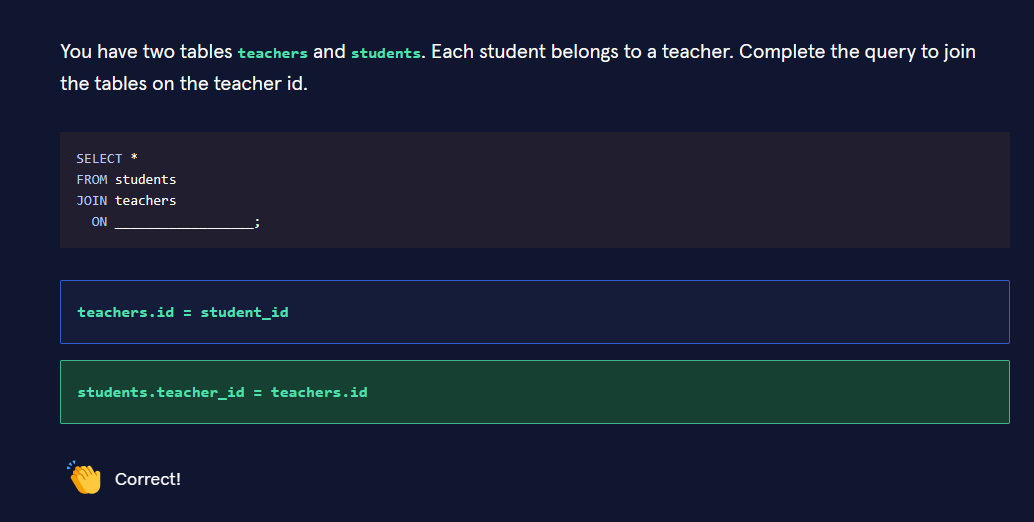 You have two tables teachers and students. Each student belongs to a teacher. Complete the query to join
the tables on the teacher id.
SELECT *
FROM students
JOIN teachers
  ON __________________;
teachers.id = student_id
students.teacher_id = teachers.id
Correct!